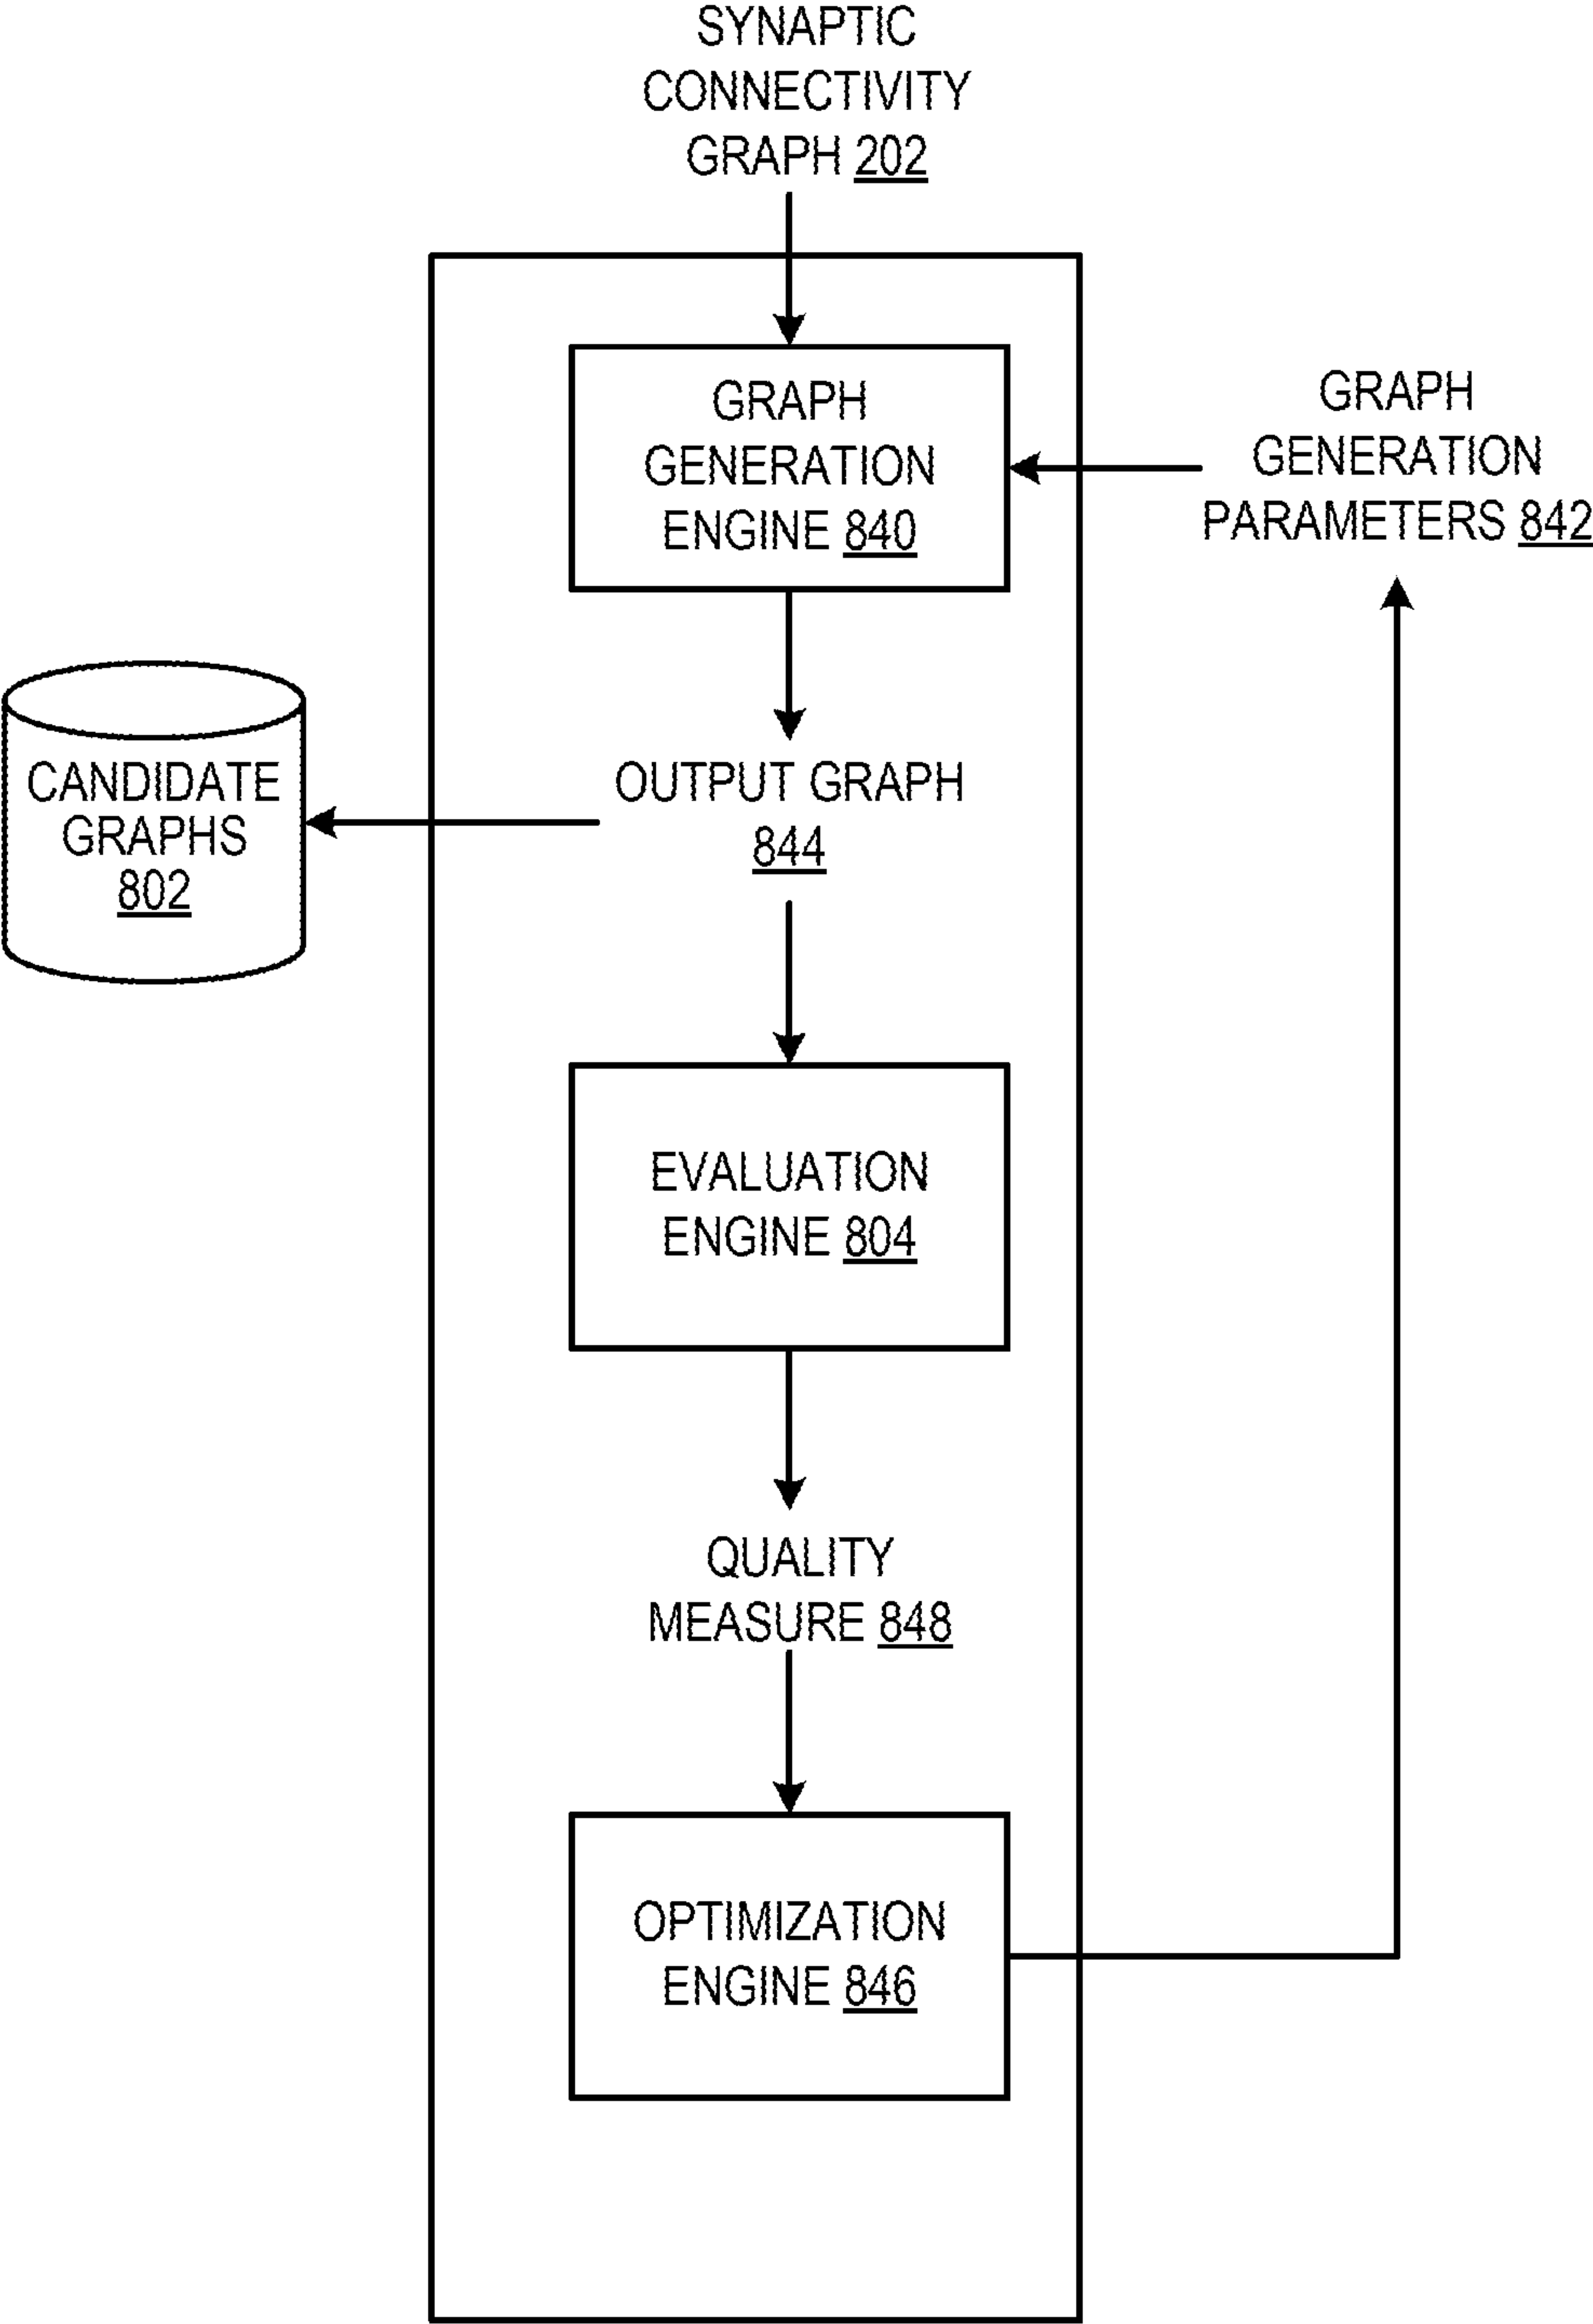 SYNAPTIC
CONNECTIVITY
GRAPH 202
GRAPH
GENERATION
ENGINE 840
GRAPH
GENERATION
PARAMETERS 842
CANDIDATE
GRAPHS
802
OUTPUT GRAPH
844
EVALUATION
ENGINE 804
QUALITY
MEASURE 848
OPTIMIZATION
ENGINE 846